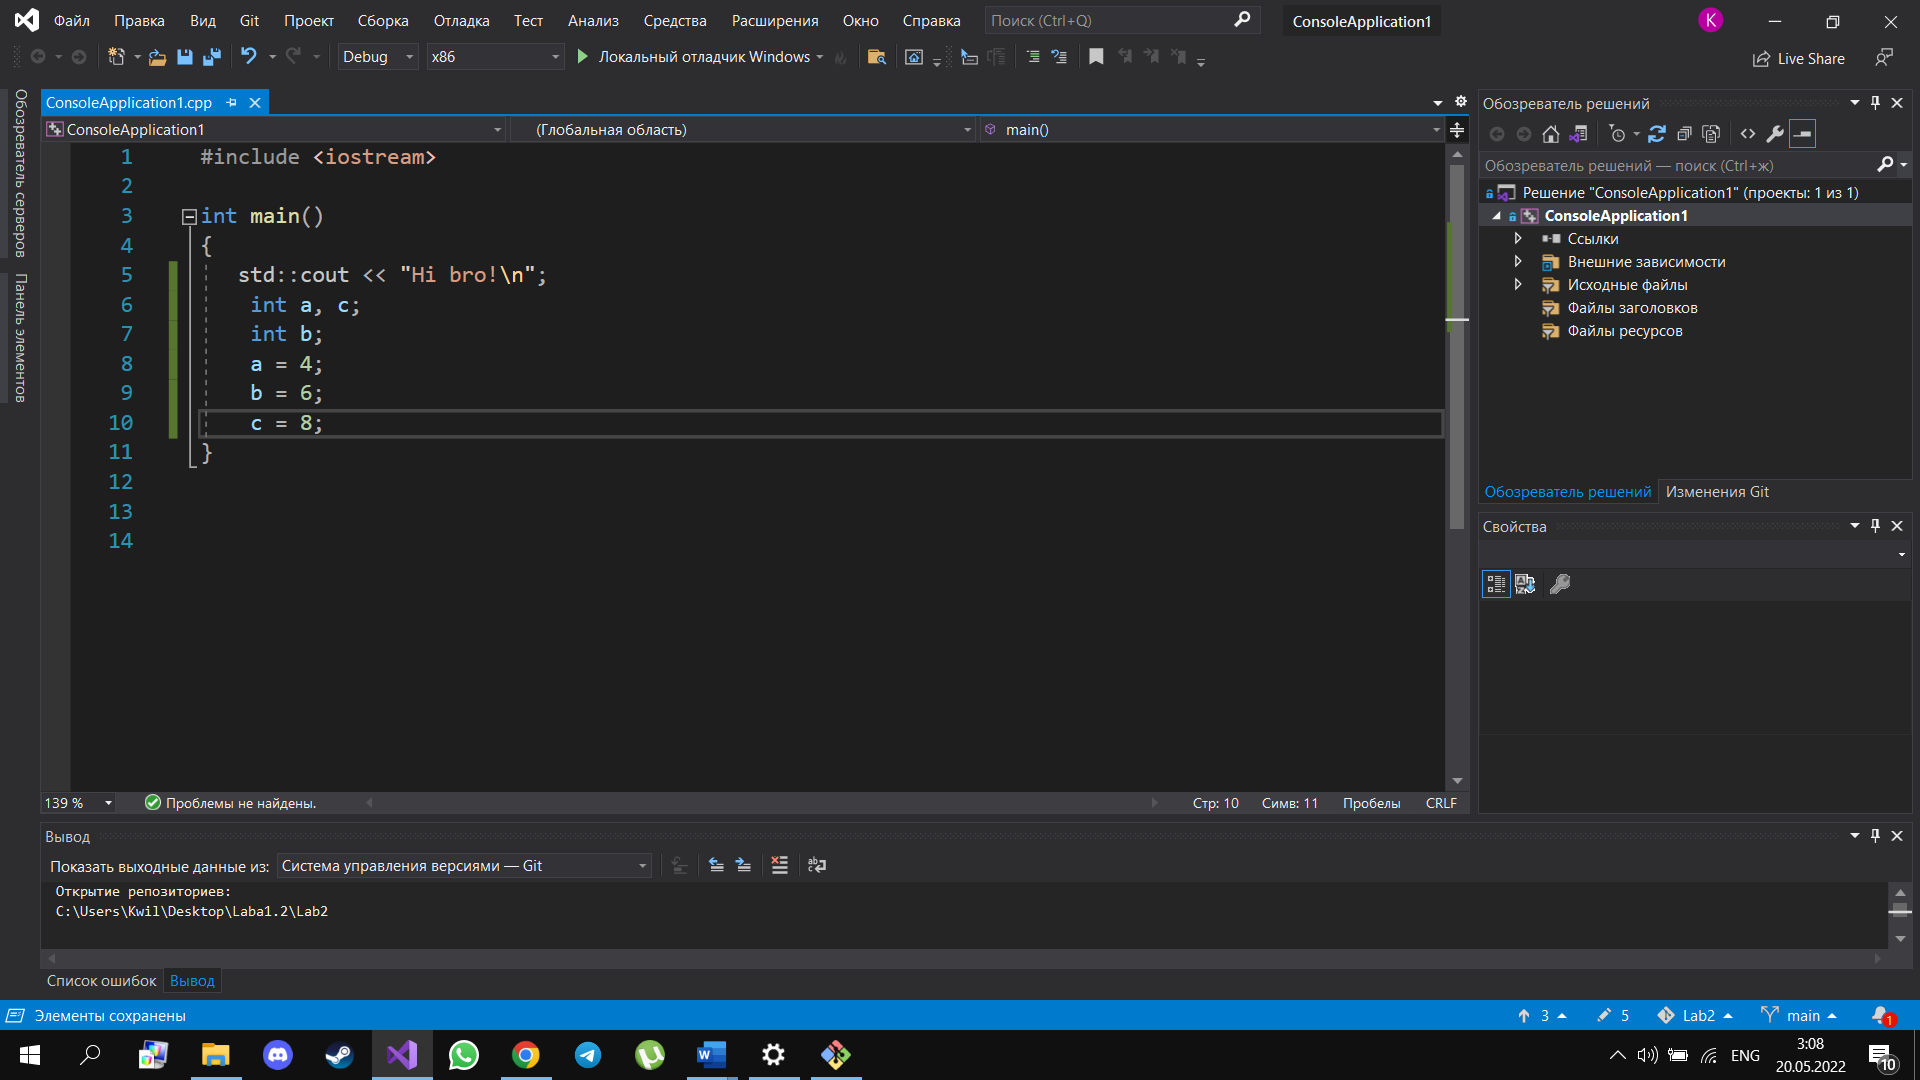 Файл Правка Вид Git Проект Сборка Отладка Тест Анализ Средства Расширения Окно Справка Поиск (Ctrl+Q) ConsoleApplication1 K
Debug x86 Локальный отладчик Windows Live Share
Обозреватель серверов
Панель элементов
ConsoleApplication1.cpp
ConsoleApplication1 (Глобальная область) main()
1 #include <iostream>
2
3 int main()
4 {
5 std::cout << "Hi bro!\n";
6 int a, c;
7 int b;
8 a = 4;
9 b = 6;
10 c = 8;
11 }
12
13
14
139 % Проблемы не найдены. Стр: 10 Симв: 11 Пробелы CRLF
Обозреватель решений
Обозреватель решений — поиск (Ctrl+ж)
Решение "ConsoleApplication1" (проекты: 1 из 1)
ConsoleApplication1
Ссылки
Внешние зависимости
Исходные файлы
Файлы заголовков
Файлы ресурсов
Обозреватель решений Изменения Git
Свойства
Вывод
Показать выходные данные из: Система управления версиями — Git
Открытие репозиториев:
C:\Users\Kwil\Desktop\Laba1.2\Lab2
Список ошибок Вывод
Элементы сохранены 3 5 Lab2 main 1
ENG 3:08
20.05.2022 10